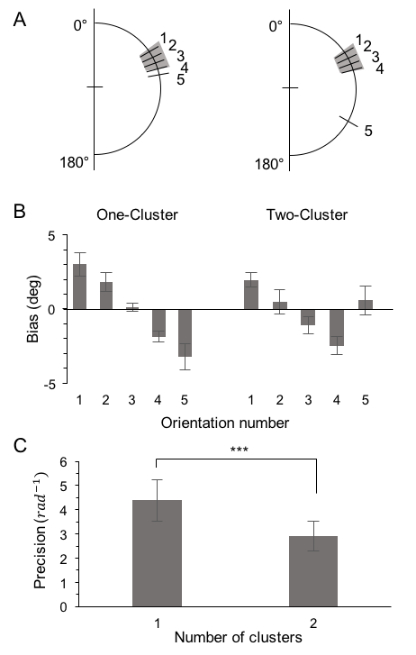 A
0°
1
2
3
4
5
180°
0°
1
2
3
4
5
180°
B
One-Cluster
Two-Cluster
Bias (deg)
5
0
-5
1 2 3 4 5 1 2 3 4 5
Orientation number
C
Precision (rad⁻¹)
6
5
4
3
2
1
0
***
1 2
Number of clusters